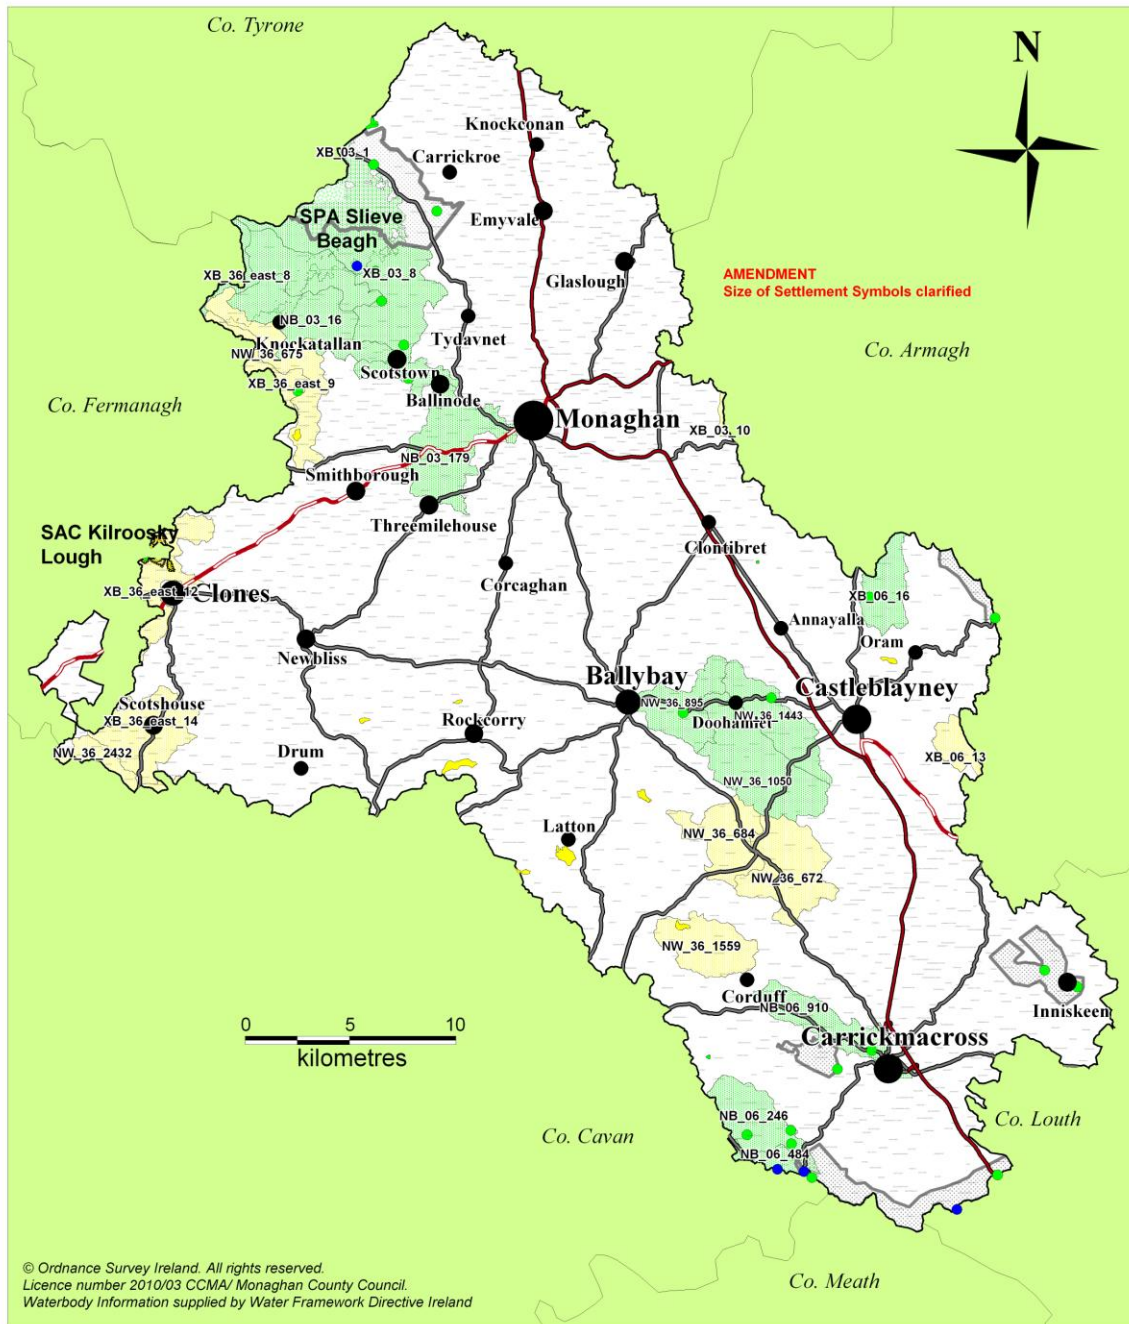 Co. Tyrone
N
Knockconan
XB_03_1
Carrickroe
SPA Slieve
Beagh
Emyvale
XB_36_east_8
XB_03_8
Glaslough
AMENDMENT
Size of Settlement Symbols clarified
NB_03_16
Knockatallan
Tydavnet
NW_36_675
Co. Armagh
Scotstown
XB_36_east_9
Ballinode
Co. Fermanagh
Monaghan
XB_03_10
NB_03_179
Smithborough
Threemilehouse
SAC Kilroosky
Lough
Clontibret
Corcaghan
XB_36_east_12
Clones
XB_06_16
Annayalla
Oram
Newbliss
Ballybay
Castleblayney
NW_36_895
Scotshouse
XB_36_east_14
Rockcorry
Doohamlet
NW_36_1443
NW_36_2432
Drum
XB_06_13
NW_36_1050
Latton
NW_36_684
NW_36_672
NW_36_1559
Corduff
NB_06_910
Inniskeen
0 5 10
kilometres
Carrickmacross
NB_06_246
Co. Louth
Co. Cavan
NB_06_484
Co. Meath
© Ordnance Survey Ireland. All rights reserved.
Licence number 2010/03 CCMA/ Monaghan County Council.
Waterbody Information supplied by Water Framework Directive Ireland